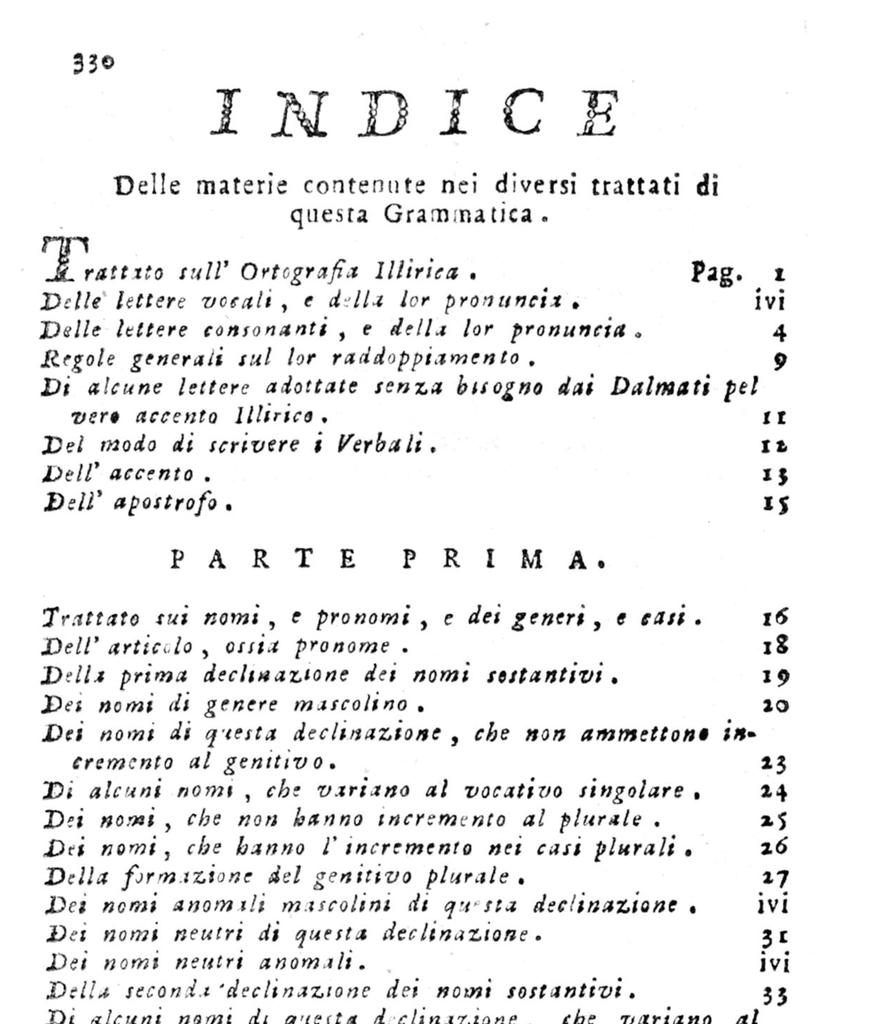 330
INDICE
Delle materie contenute nei diversi trattati di
questa Grammatica.
Trattato sull' Ortografia Illirica. Pag. 1
Delle lettere vocali, e della lor pronuncia. ivi
Delle lettere consonanti, e della lor pronuncia. 4
Regole generali sul lor raddoppiamento. 9
Di alcune lettere adottate senza bisogno dai Dalmati pel
vero accento Illirico. 11
Del modo di scrivere i Verbali. 12
Dell' accento. 13
Dell' apostrofo. 15
PARTE PRIMA.
Trattato sui nomi, e pronomi, e dei generi, e casi. 16
Dell' articolo, ossia pronome. 18
Della prima declinazione dei nomi sostantivi. 19
Dei nomi di genere mascolino. 20
Dei nomi di questa declinazione, che non ammettono in-
cremento al genitivo. 23
Di alcuni nomi, che variano al vocativo singolare. 24
Dei nomi, che non hanno incremento al plurale. 25
Dei nomi, che hanno l' incremento nei casi plurali. 26
Della formazione del genitivo plurale. 27
Dei nomi anomali mascolini di questa declinazione. ivi
Dei nomi neutri di questa declinazione. 31
Dei nomi neutri anomali. ivi
Della seconda declinazione dei nomi sostantivi. 33
Di alcuni nomi di questa declinazione, che variano al